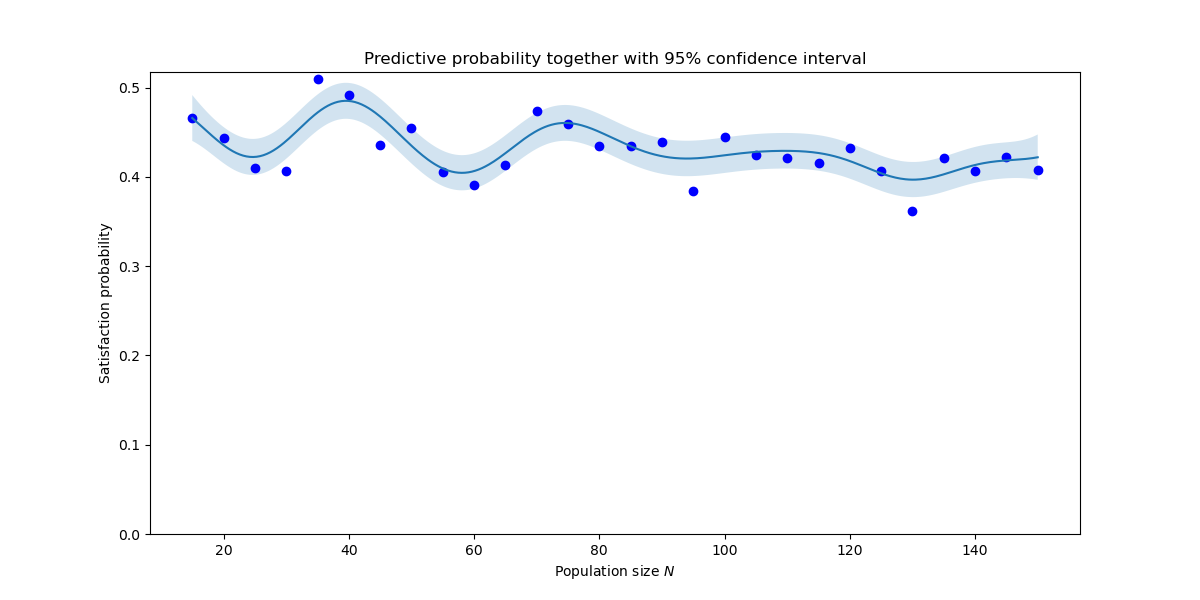 Predictive probability together with 95% confidence interval
0.5
0.4
0.3
0.2
0.1
0.0
Satisfaction probability
20 40 60 80 100 120 140
Population size N